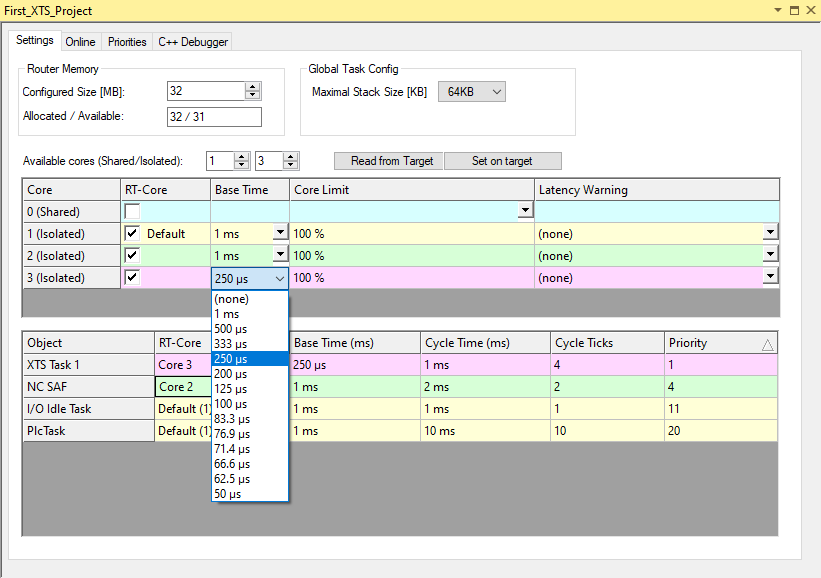 First_XTS_Project
Settings Online Priorities C++ Debugger
Router Memory Global Task Config
Configured Size [MB]: 32 Maximal Stack Size [KB] 64KB
Allocated / Available: 32 / 31
Available cores (Shared/Isolated): 1 3 Read from Target Set on target
Core RT-Core Base Time Core Limit Latency Warning
0 (Shared)
1 (Isolated) Default 1 ms 100 % (none)
2 (Isolated) 1 ms 100 % (none)
3 (Isolated) 250 µs 100 % (none)
(none)
1 ms
500 µs
333 µs
250 µs
200 µs
125 µs
100 µs
83.3 µs
76.9 µs
71.4 µs
66.6 µs
62.5 µs
50 µs
Object RT-Core Base Time (ms) Cycle Time (ms) Cycle Ticks Priority
XTS Task 1 Core 3 250 µs 1 ms 4 1
NC SAF Core 2 1 ms 2 ms 2 4
I/O Idle Task Default (1) 1 ms 1 ms 1 11
PlcTask Default (1) 1 ms 10 ms 10 20